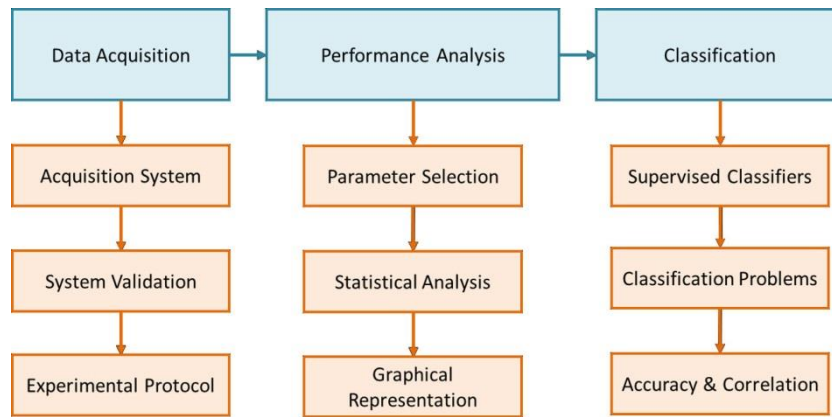 Data Acquisition
Performance Analysis
Classification
Acquisition System
Parameter Selection
Supervised Classifiers
System Validation
Statistical Analysis
Classification Problems
Experimental Protocol
Graphical
Representation
Accuracy & Correlation